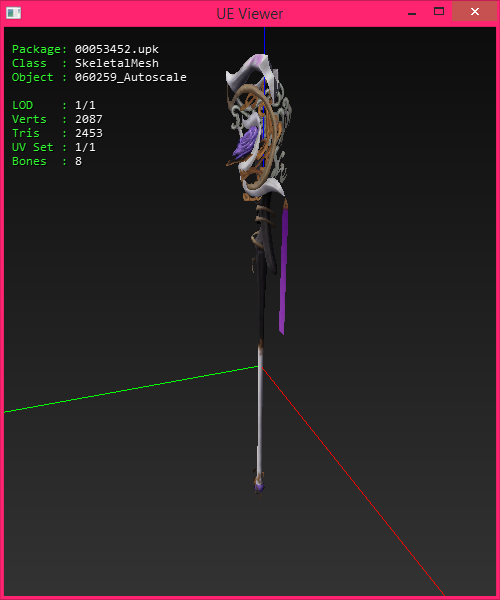 UE Viewer
Package: 00053452.upk
Class  : SkeletalMesh
Object : 060259_Autoscale
LOD    : 1/1
Verts  : 2087
Tris   : 2453
UV Set : 1/1
Bones  : 8